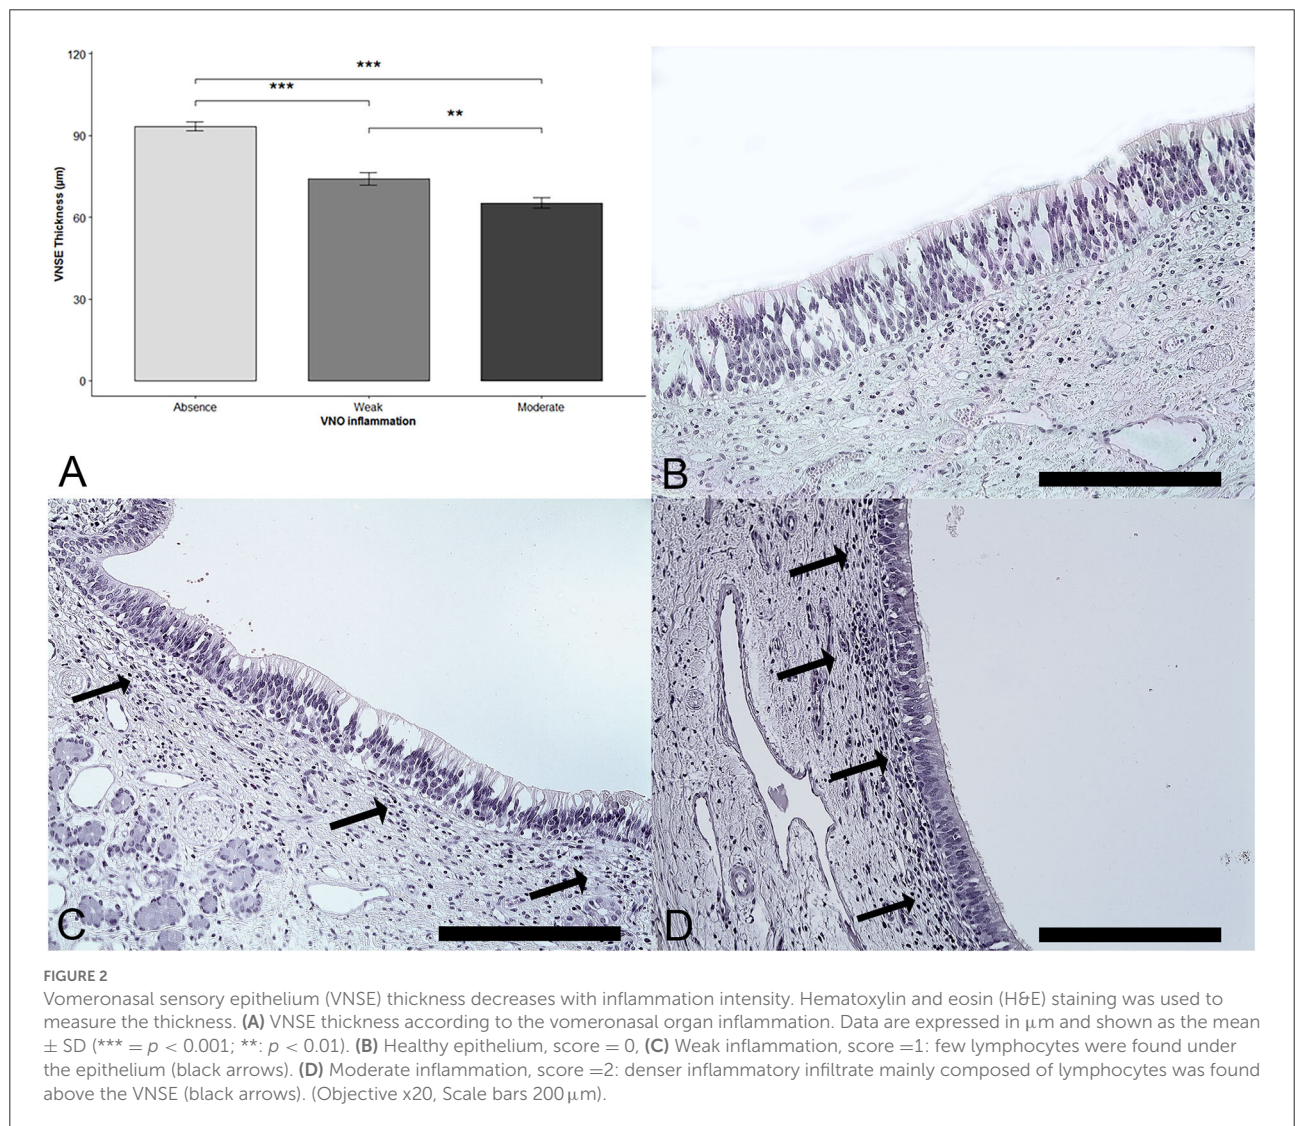 120
90
60
30
0
VNSE Thickness (µm)
***
***
**
Absence Weak Moderate
VNO inflammation
A
B
C
D
FIGURE 2
Vomeronasal sensory epithelium (VNSE) thickness decreases with inflammation intensity. Hematoxylin and eosin (H&E) staining was used to
measure the thickness. (A) VNSE thickness according to the vomeronasal organ inflammation. Data are expressed in µm and shown as the mean
± SD (*** = p < 0.001; **: p < 0.01). (B) Healthy epithelium, score = 0, (C) Weak inflammation, score =1: few lymphocytes were found under
the epithelium (black arrows). (D) Moderate inflammation, score =2: denser inflammatory infiltrate mainly composed of lymphocytes was found
above the VNSE (black arrows). (Objective x20, Scale bars 200 µm).